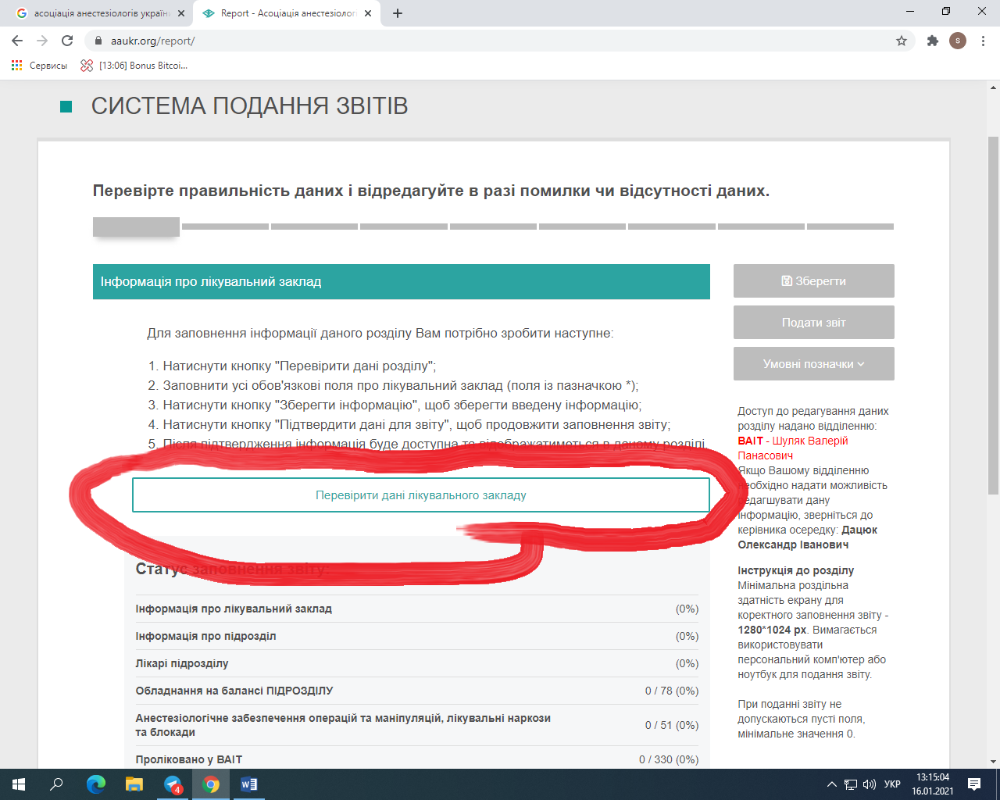 асоціація анестезіологів україни
Report - Асоціація анестезіологі
aaukr.org/report/
s
Сервисы
[13:06] Bonus Bitcoi...
СИСТЕМА ПОДАННЯ ЗВІТІВ
Перевірте правильність даних і відредагуйте в разі помилки чи відсутності даних.
Інформація про лікувальний заклад
Для заповнення інформації даного розділу Вам потрібно зробити наступне:
1. Натиснути кнопку "Перевірити дані розділу";
2. Заповнити усі обов'язкові поля про лікувальний заклад (поля із пазначкою *);
3. Натиснути кнопку "Зберегти інформацію", щоб зберегти введену інформацію;
4. Натиснути кнопку "Підтвердити дані для звіту", щоб продовжити заповнення звіту;
5. Після підтвердження інформація буде доступна та відображатиметься в даному розділі.
Перевірити дані лікувального закладу
Статус заповнення звіту:
Інформація про лікувальний заклад (0%)
Інформація про підрозділ (0%)
Лікарі підрозділу (0%)
Обладнання на балансі ПІДРОЗДІЛУ 0 / 78 (0%)
Анестезіологічне забезпечення операцій та маніпуляцій, лікувальні наркози
та блокади 0 / 51 (0%)
Проліковано у ВАІТ 0 / 330 (0%)
Зберегти
Подати звіт
Умовні позначки
Доступ до редагування даних
розділу надано відділенню:
ВАІТ - Шуляк Валерій
Панасович
Якщо Вашому відділенню
необхідно надати можливість
редагшувати дану
інформацію, зверніться до
керівника осередку: Дацюк
Олександр Іванович
Інструкція до розділу
Мінімальна роздільна
здатність екрану для
коректного заповнення звіту -
1280*1024 px. Вимагається
використовувати
персональний комп'ютер або
ноутбук для подання звіту.
При поданні звіту не
допускаються пусті поля,
мінімальне значення 0.
4
УКР
13:15:04
16.01.2021